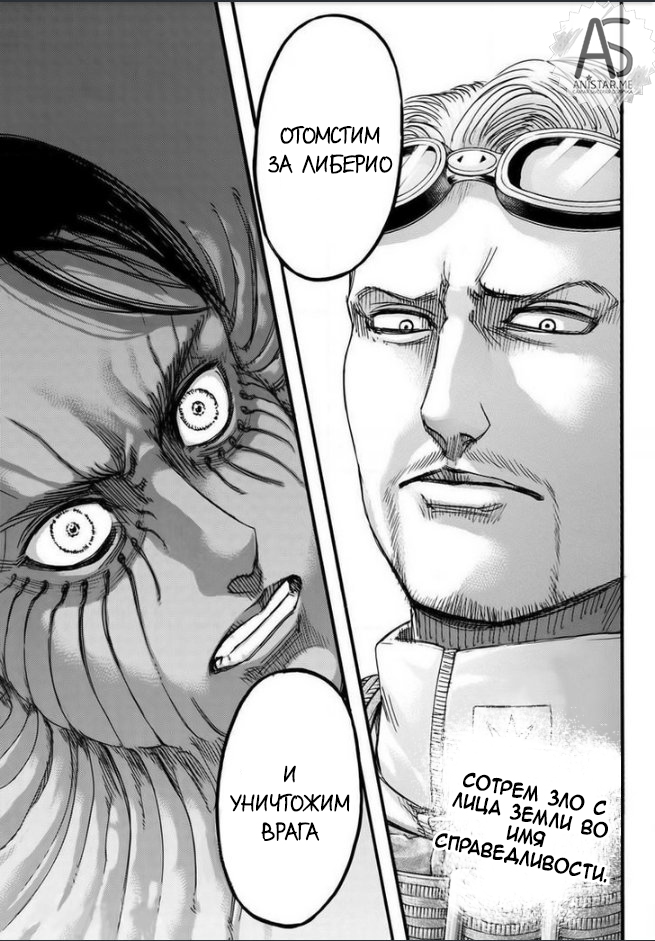 AS
ANISTAR.ME
ОТОМСТИМ
ЗА ЛИБЕРИО
И
УНИЧТОЖИМ
ВРАГА
СОТРЕМ ЗЛО С
ЛИЦА ЗЕМЛИ ВО
ИМЯ
СПРАВЕДЛИВОСТИ.